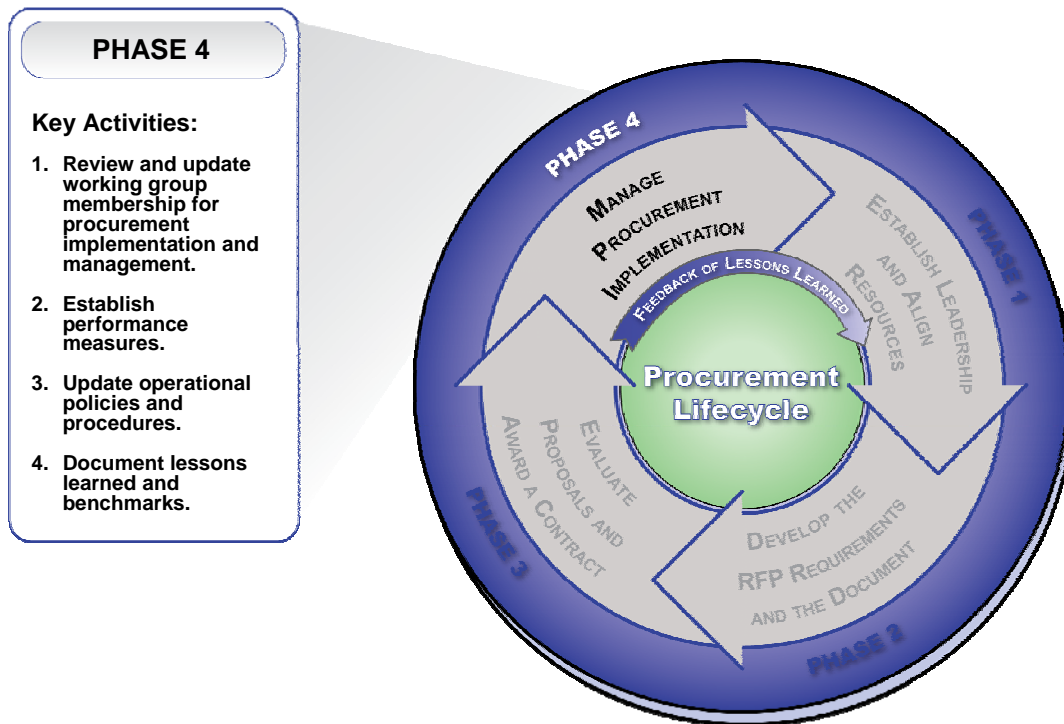 PHASE 4
Key Activities:
1. Review and update
working group
membership for
procurement
implementation and
management.
2. Establish
performance
measures.
3. Update operational
policies and
procedures.
4. Document lessons
learned and
benchmarks.
PHASE 4
MANAGE
PROCUREMENT
IMPLEMENTATION
FEEDBACK OF LESSONS LEARNED
PHASE 1
ESTABLISH LEADERSHIP
AND ALIGN
RESOURCES
Procurement
Lifecycle
DEVELOP THE
RFP REQUIREMENTS
AND THE DOCUMENT
PHASE 2
EVALUATE
PROPOSALS AND
AWARD A CONTRACT
PHASE 3